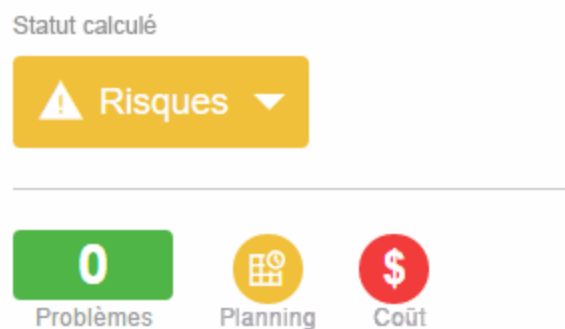 Statut calculé
Risques
0
$
Problèmes
Planning
Coût